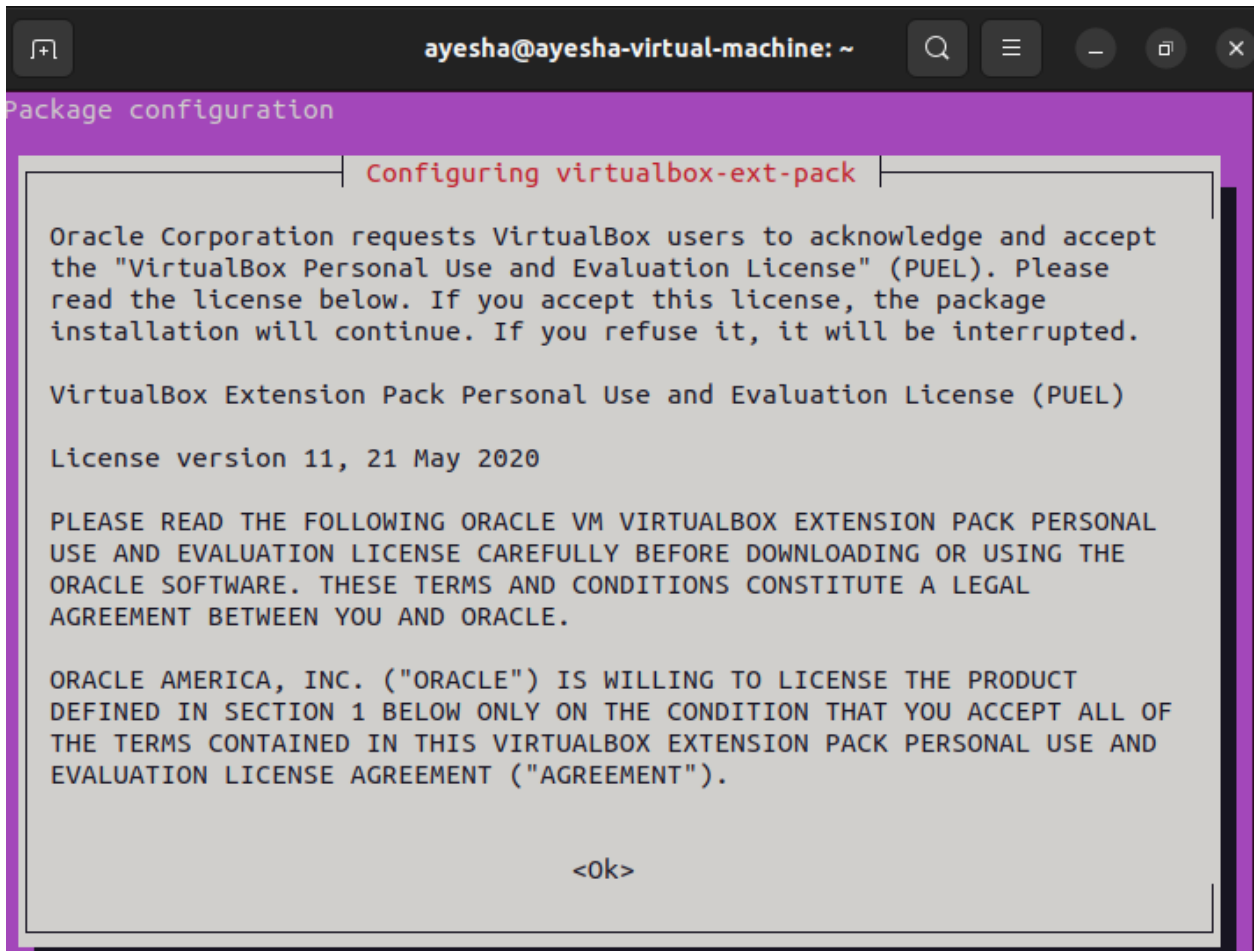 ayesha@ayesha-virtual-machine: ~
Package configuration
Configuring virtualbox-ext-pack
Oracle Corporation requests VirtualBox users to acknowledge and accept
the "VirtualBox Personal Use and Evaluation License" (PUEL). Please
read the license below. If you accept this license, the package
installation will continue. If you refuse it, it will be interrupted.
VirtualBox Extension Pack Personal Use and Evaluation License (PUEL)
License version 11, 21 May 2020
PLEASE READ THE FOLLOWING ORACLE VM VIRTUALBOX EXTENSION PACK PERSONAL
USE AND EVALUATION LICENSE CAREFULLY BEFORE DOWNLOADING OR USING THE
ORACLE SOFTWARE. THESE TERMS AND CONDITIONS CONSTITUTE A LEGAL
AGREEMENT BETWEEN YOU AND ORACLE.
ORACLE AMERICA, INC. ("ORACLE") IS WILLING TO LICENSE THE PRODUCT
DEFINED IN SECTION 1 BELOW ONLY ON THE CONDITION THAT YOU ACCEPT ALL OF
THE TERMS CONTAINED IN THIS VIRTUALBOX EXTENSION PACK PERSONAL USE AND
EVALUATION LICENSE AGREEMENT ("AGREEMENT").
<Ok>